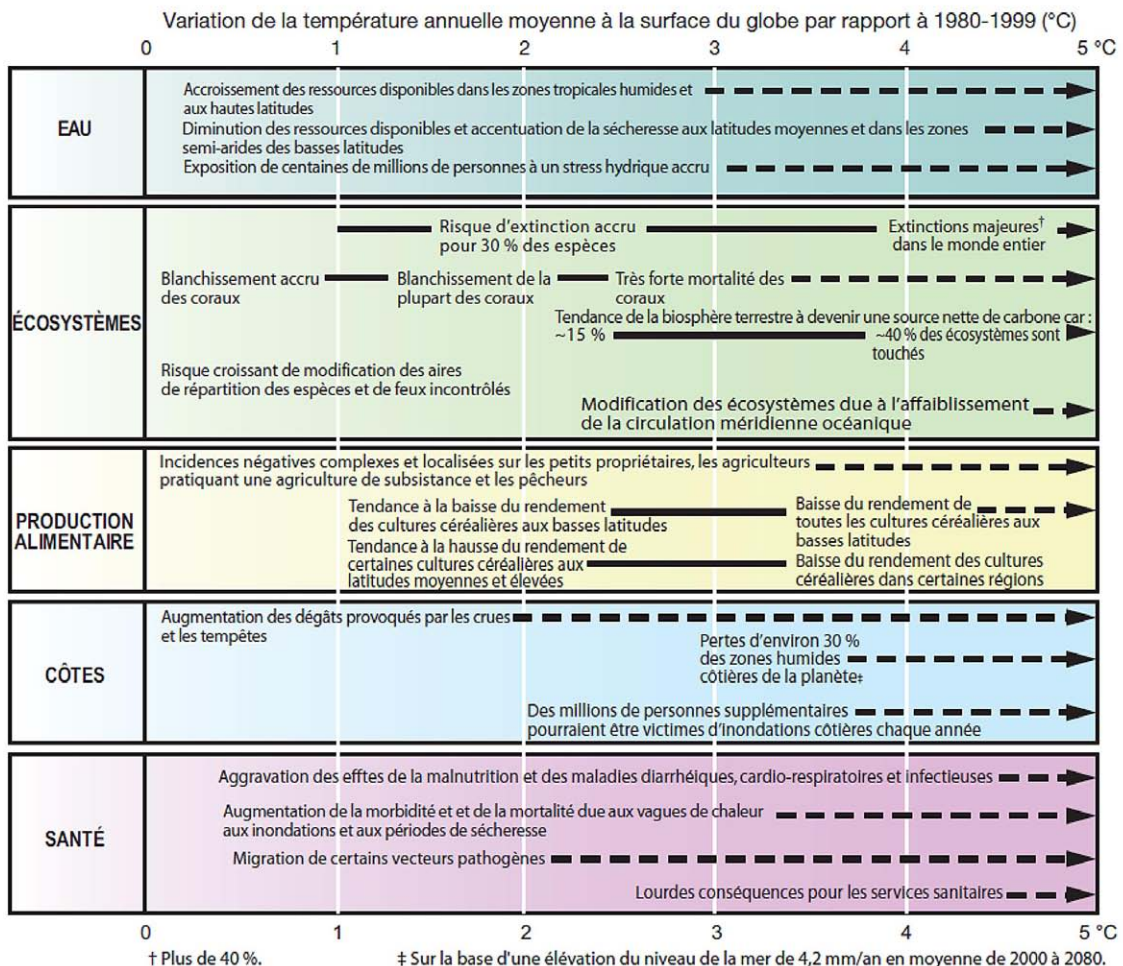 Variation de la température annuelle moyenne à la surface du globe par rapport à 1980-1999 (°C)
0 1 2 3 4 5 °C
EAU
Accroissement des ressources disponibles dans les zones tropicales humides et
aux hautes latitudes
Diminution des ressources disponibles et accentuation de la sécheresse aux latitudes moyennes et dans les zones
semi-arides des basses latitudes
Exposition de centaines de millions de personnes à un stress hydrique accru
ÉCOSYSTÈMES
Risque d'extinction accru
pour 30 % des espèces
Extinctions majeures†
dans le monde entier
Blanchissement accru
des coraux
Blanchissement de la
plupart des coraux
Très forte mortalité des
coraux
Tendance de la biosphère terrestre à devenir une source nette de carbone car :
~15 %
~40 % des écosystèmes sont
touchés
Risque croissant de modification des aires
de répartition des espèces et de feux incontrôlés
Modification des écosystèmes due à l'affaiblissement
de la circulation méridienne océanique
PRODUCTION
ALIMENTAIRE
Incidences négatives complexes et localisées sur les petits propriétaires, les agriculteurs
pratiquant une agriculture de subsistance et les pêcheurs
Tendance à la baisse du rendement
des cultures céréalières aux basses latitudes
Baisse du rendement de
toutes les cultures céréalières aux
basses latitudes
Tendance à la hausse du rendement de
certaines cultures céréalières aux
latitudes moyennes et élevées
Baisse du rendement des cultures
céréalières dans certaines régions
CÔTES
Augmentation des dégâts provoqués par les crues
et les tempêtes
Pertes d'environ 30 %
des zones humides
côtières de la planète‡
Des millions de personnes supplémentaires
pourraient être victimes d'inondations côtières chaque année
SANTÉ
Aggravation des efftes de la malnutrition et des maladies diarrhéiques, cardio-respiratoires et infectieuses
Augmentation de la morbidité et et de la mortalité due aux vagues de chaleur
aux inondations et aux périodes de sécheresse
Migration de certains vecteurs pathogènes
Lourdes conséquences pour les services sanitaires
0 1 2 3 4 5 °C
† Plus de 40 %. ‡ Sur la base d'une élévation du niveau de la mer de 4,2 mm/an en moyenne de 2000 à 2080.